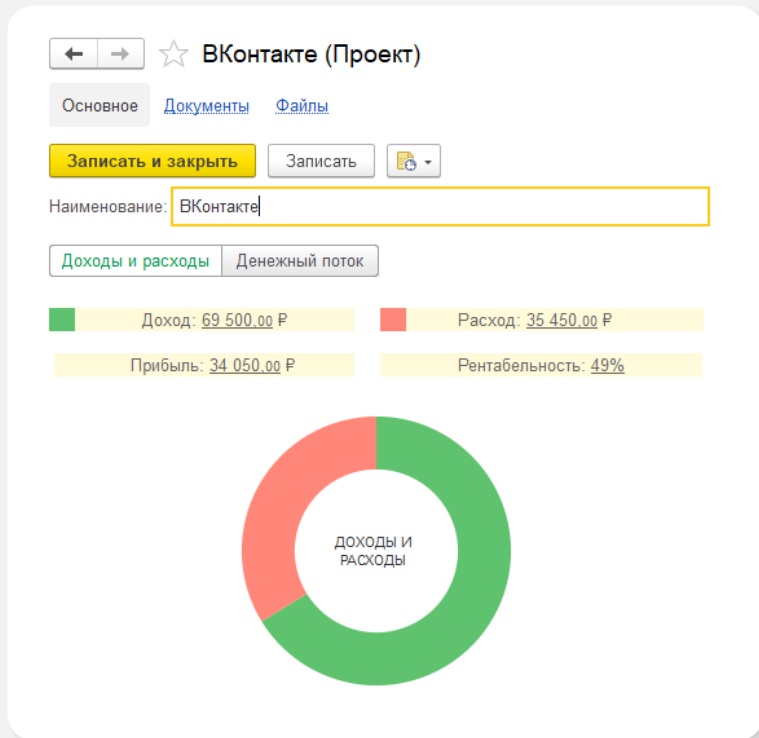 ВКонтакте (Проект)
Основное Документы Файлы
Записать и закрыть Записать
Наименование: ВКонтакте
Доходы и расходы Денежный поток
Доход: 69 500,00 ₽ Расход: 35 450,00 ₽
Прибыль: 34 050,00 ₽ Рентабельность: 49%
ДОХОДЫ И
РАСХОДЫ